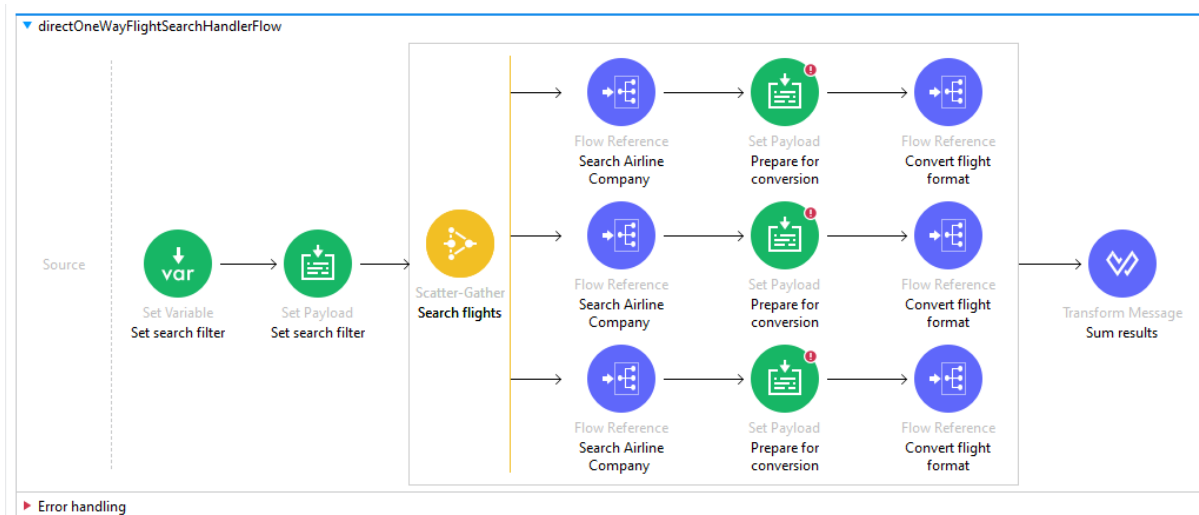 directOneWayFlightSearchHandlerFlow
Source
var
Set Variable
Set search filter
Set Payload
Set search filter
Scatter-Gather
Search flights
Flow Reference
Search Airline
Company
Set Payload
Prepare for
conversion
Flow Reference
Convert flight
format
Flow Reference
Search Airline
Company
Set Payload
Prepare for
conversion
Flow Reference
Convert flight
format
Flow Reference
Search Airline
Company
Set Payload
Prepare for
conversion
Flow Reference
Convert flight
format
Transform Message
Sum results
Error handling